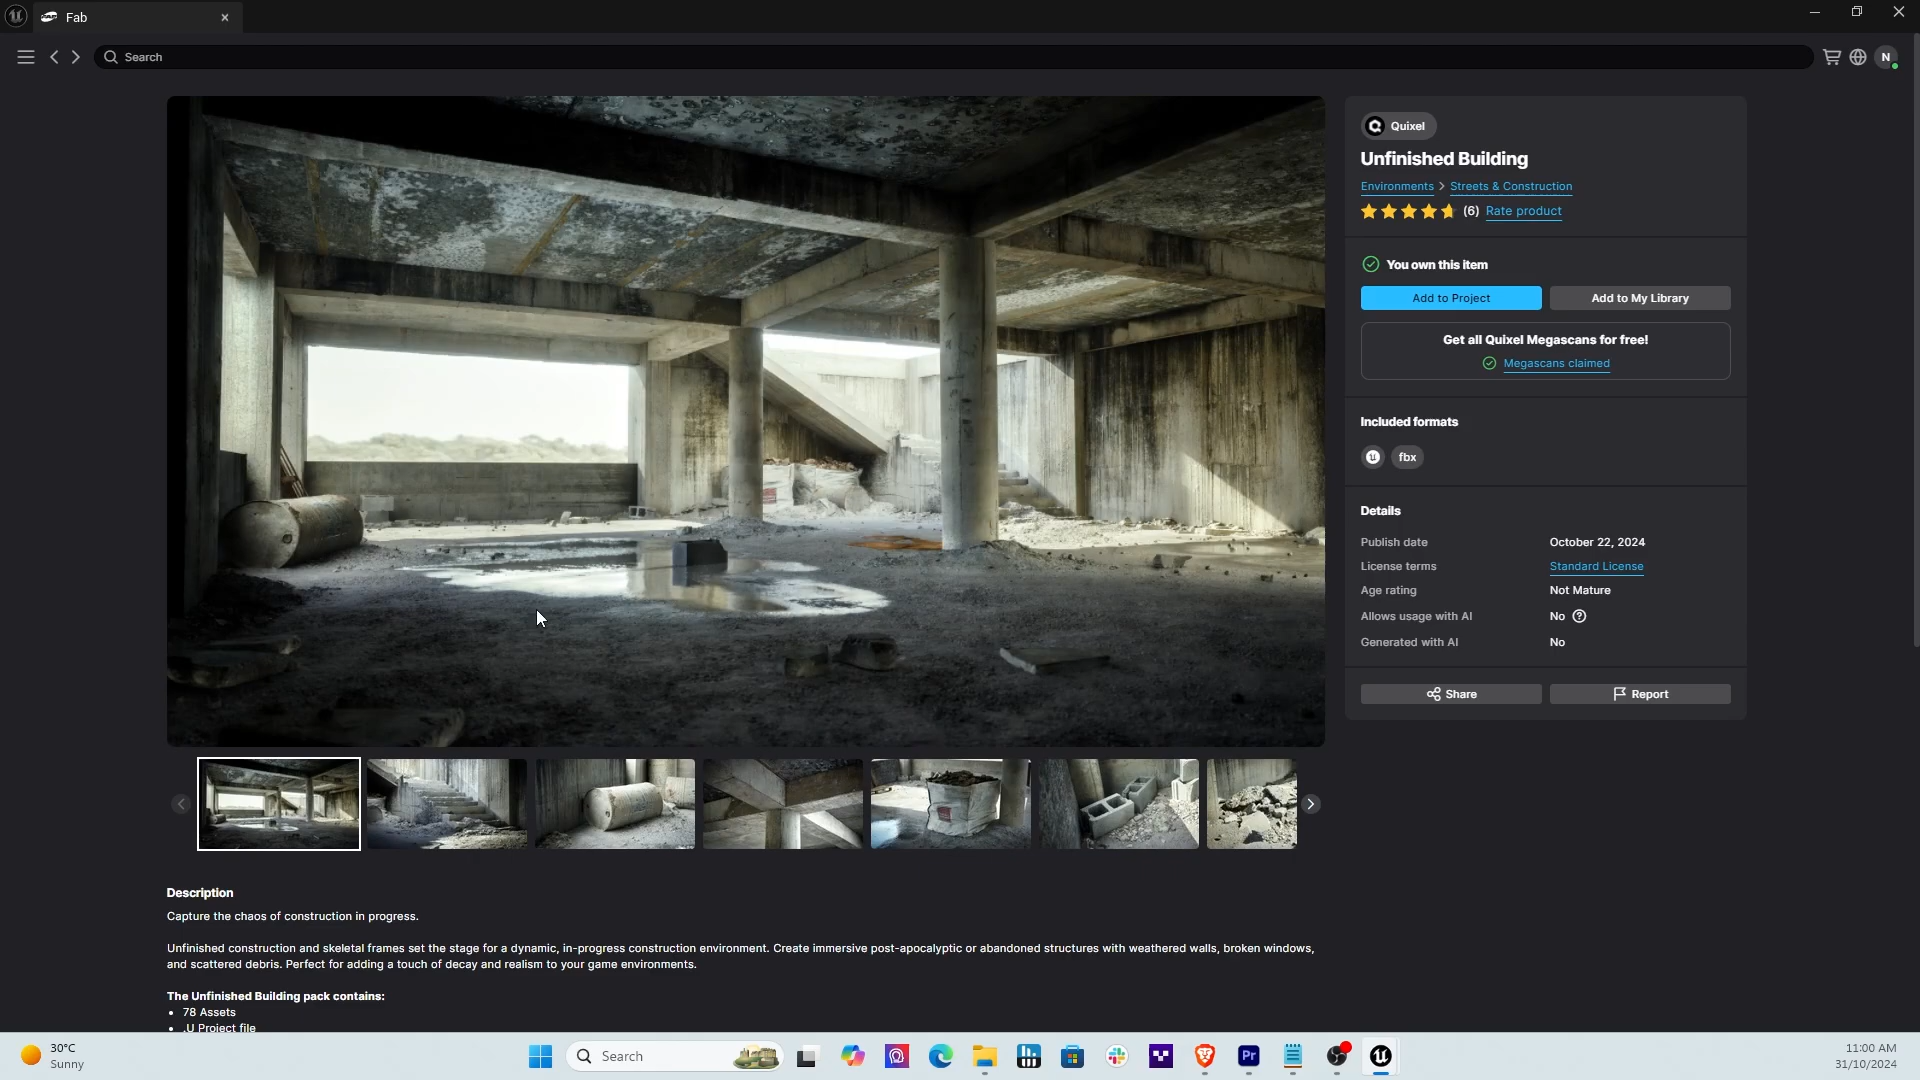 Fab
Search
N
Quixel
Unfinished Building
Environments > Streets & Construction
(6) Rate product
You own this item
Add to Project
Add to My Library
Get all Quixel Megascans for free!
Megascans claimed
Included formats
fbx
Details
Publish date October 22, 2024
License terms Standard License
Age rating Not Mature
Allows usage with AI No
Generated with AI No
Share
Report
Description
Capture the chaos of construction in progress.
Unfinished construction and skeletal frames set the stage for a dynamic, in-progress construction environment. Create immersive post-apocalyptic or abandoned structures with weathered walls, broken windows,
and scattered debris. Perfect for adding a touch of decay and realism to your game environments.
The Unfinished Building pack contains:
• 78 Assets
• .U Project file
30°C
Sunny
Search
Pr
11:00 AM
31/10/2024